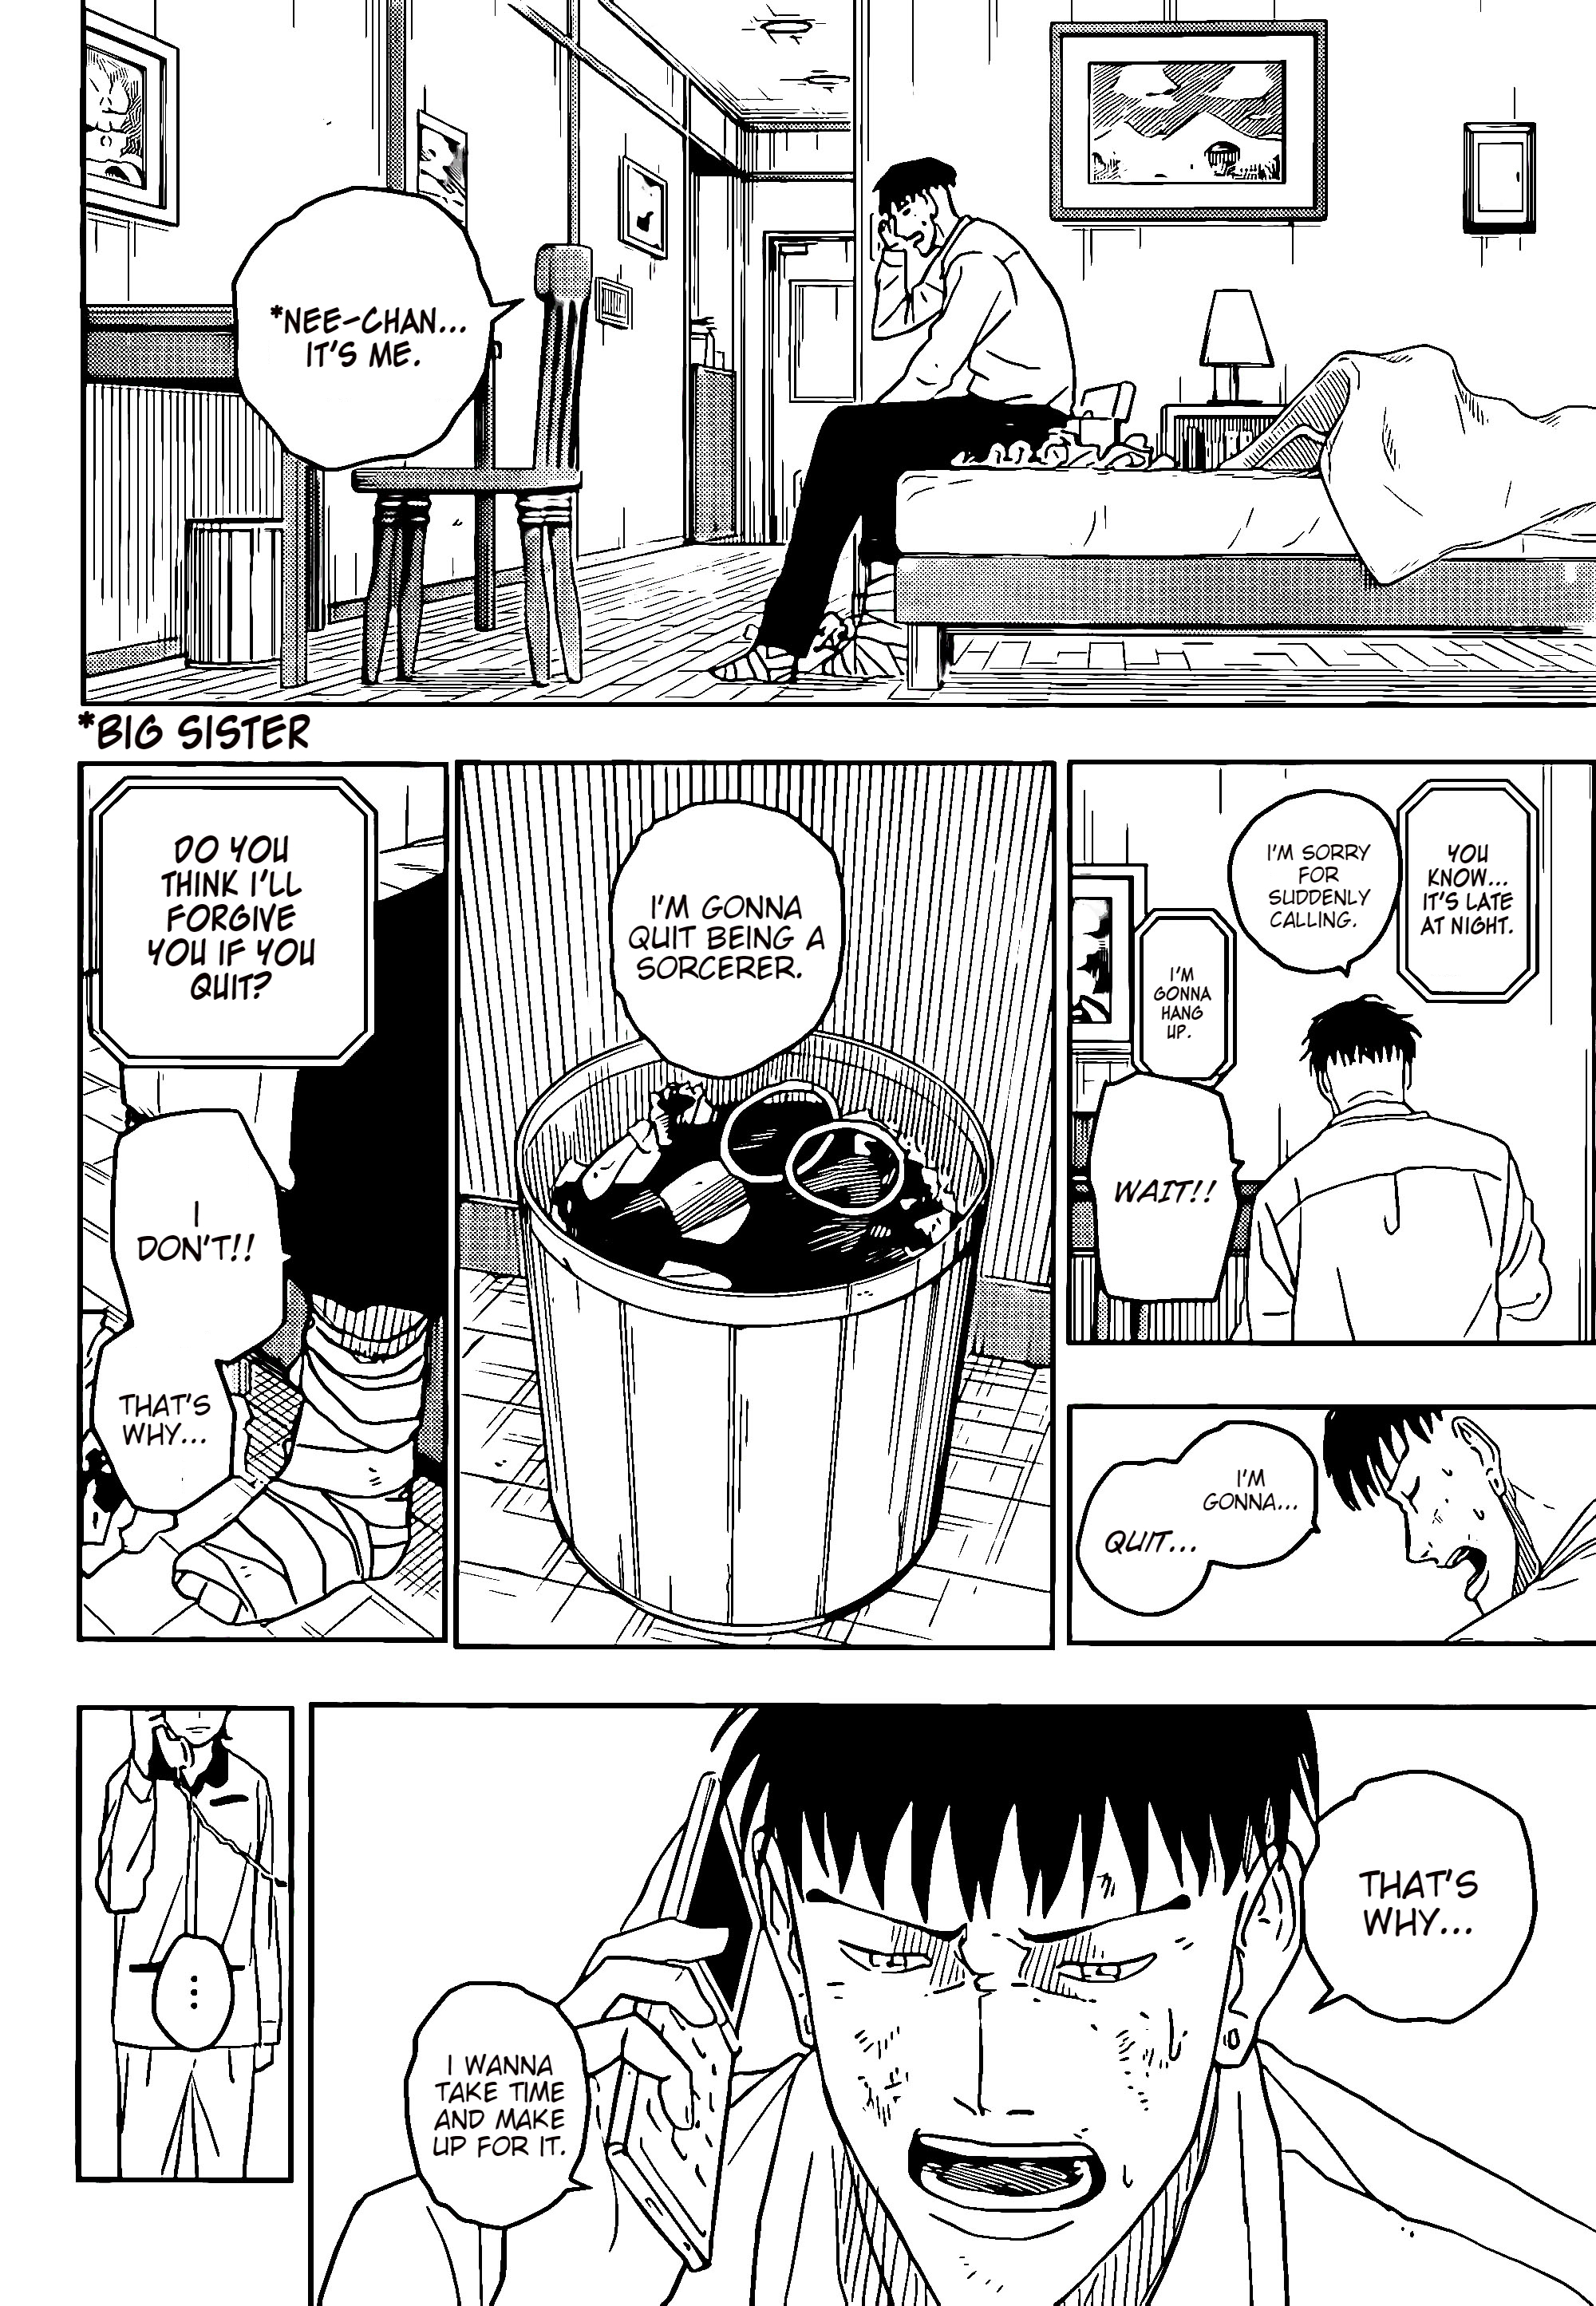 *NEE-CHAN...
IT'S ME.
*BIG SISTER
YOU
KNOW...
IT'S LATE
AT NIGHT.
I'M SORRY
FOR
SUDDENLY
CALLING.
I'M
GONNA
HANG
UP.
WAIT!!
I'M
GONNA...
QUIT...
I'M GONNA
QUIT BEING A
SORCERER.
DO YOU
THINK I'LL
FORGIVE
YOU IF YOU
QUIT?
I
DON'T!!
THAT'S
WHY...
THAT'S
WHY...
I WANNA
TAKE TIME
AND MAKE
UP FOR IT.
...